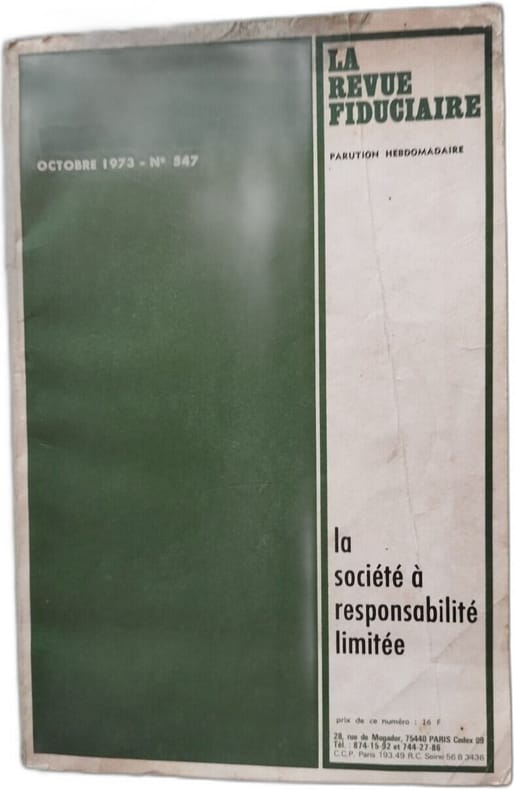 LA
REVUE
FIDUCIAIRE
PARUTION HEBDOMADAIRE
OCTOBRE 1973 - N° 547
la
société à
responsabilité
limitée
prix de ce numéro : 16 F
28, rue de Mogador, 75440 PARIS Cedex 09
Tél. : 874-15-92 et 744-27-86
C.C.P. Paris 193.49 R.C. Seine 56 B 3436